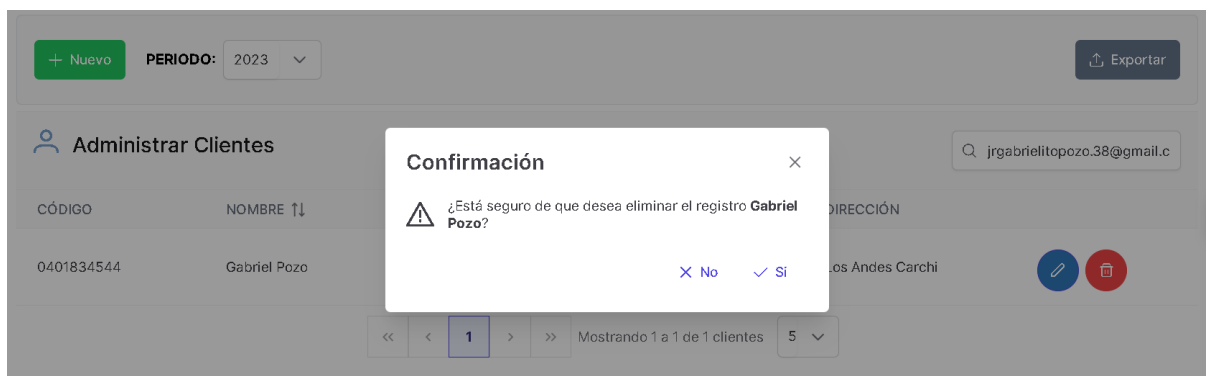 + Nuevo PERIODO: 2023 Exportar
Administrar Clientes jrgabrielitopozo.38@gmail.c
Confirmación
¿Está seguro de que desea eliminar el registro Gabriel
Pozo?
No Si
CÓDIGO NOMBRE DIRECCIÓN
0401834544 Gabriel Pozo Los Andes Carchi
<< < 1 > >> Mostrando 1 a 1 de 1 clientes 5